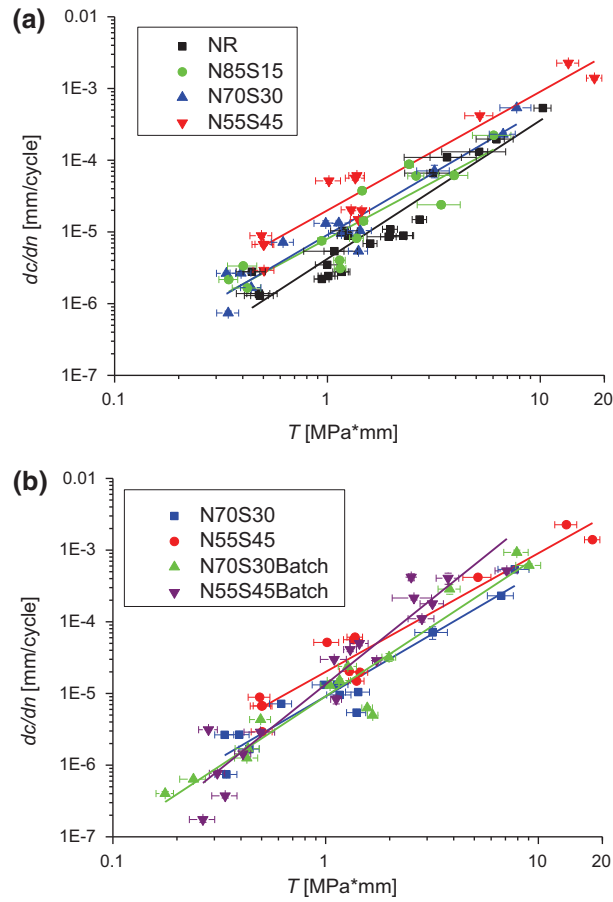 (a)
0.01
1E-3
1E-4
1E-5
1E-6
1E-7
dc/dn [mm/cycle]
NR
N85S15
N70S30
N55S45
0.1
1
10
20
T [MPa*mm]
(b)
0.01
1E-3
1E-4
1E-5
1E-6
1E-7
dc/dn [mm/cycle]
N70S30
N55S45
N70S30Batch
N55S45Batch
0.1
1
10
20
T [MPa*mm]